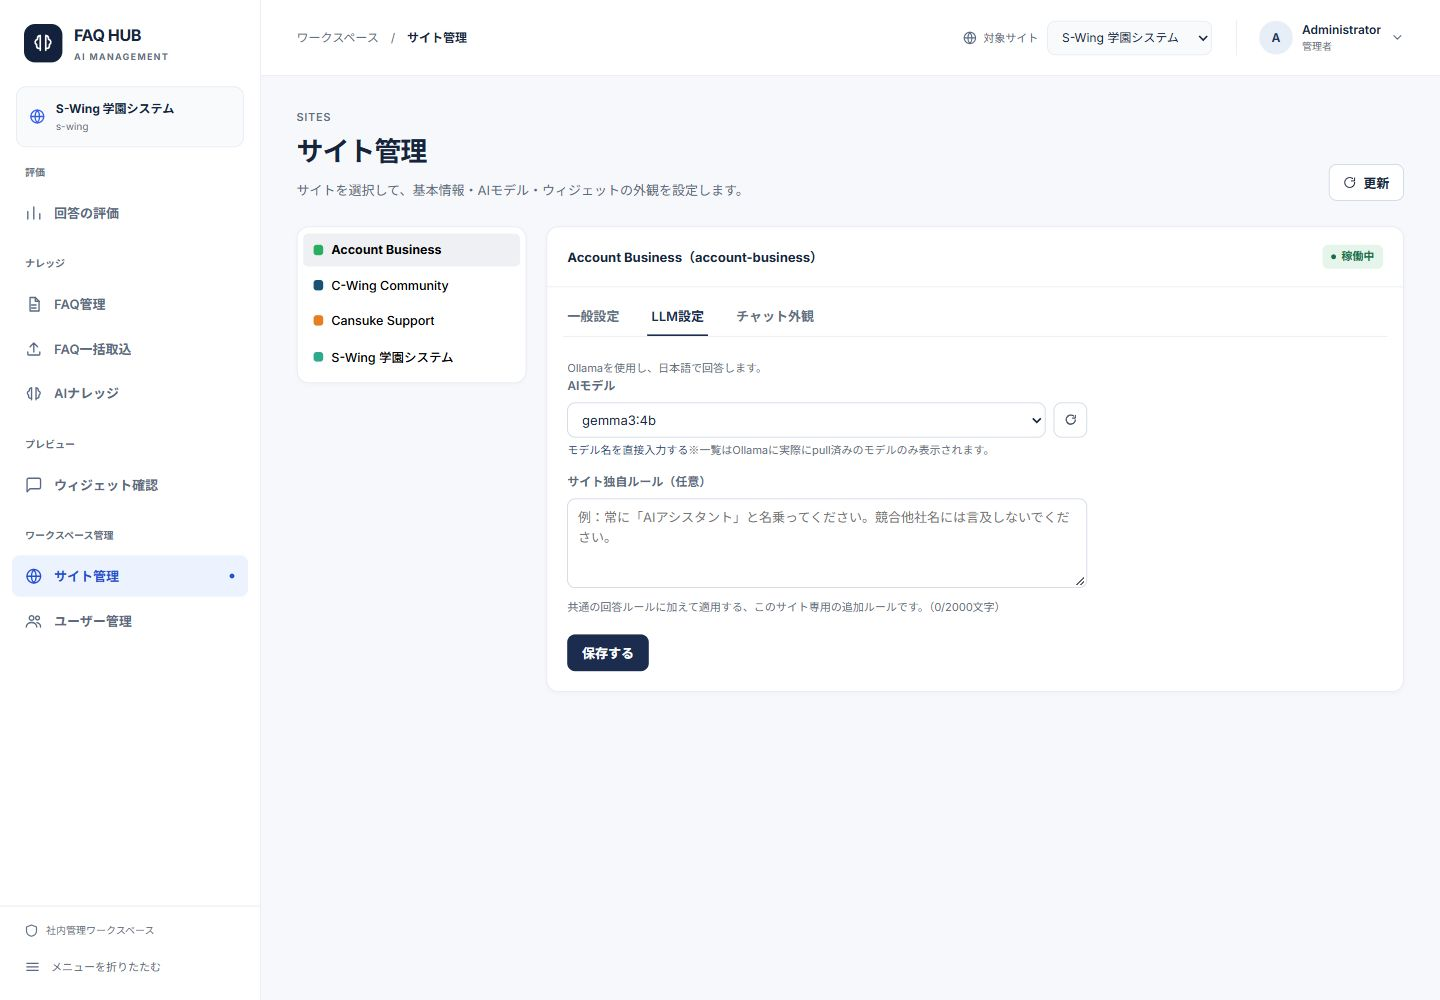 FAQ HUB
AI MANAGEMENT
S-Wing 学園システム
s-wing
評価
回答の評価
ナレッジ
FAQ管理
FAQ一括取込
AIナレッジ
プレビュー
ウィジェット確認
ワークスペース管理
サイト管理
ユーザー管理
社内管理ワークスペース
メニューを折りたたむ
ワークスペース / サイト管理
対象サイト
S-Wing 学園システム
A
Administrator
管理者
SITES
サイト管理
サイトを選択して、基本情報・AIモデル・ウィジェットの外観を設定します。
更新
Account Business
C-Wing Community
Cansuke Support
S-Wing 学園システム
Account Business（account-business）
稼働中
一般設定
LLM設定
チャット外観
Ollamaを使用し、日本語で回答します。
AIモデル
gemma3:4b
モデル名を直接入力する※一覧はOllamaに実際にpull済みのモデルのみ表示されます。
サイト独自ルール（任意）
例：常に「AIアシスタント」と名乗ってください。競合他社名には言及しないでくだ
さい。
共通の回答ルールに加えて適用する、このサイト専用の追加ルールです。（0/2000文字）
保存する